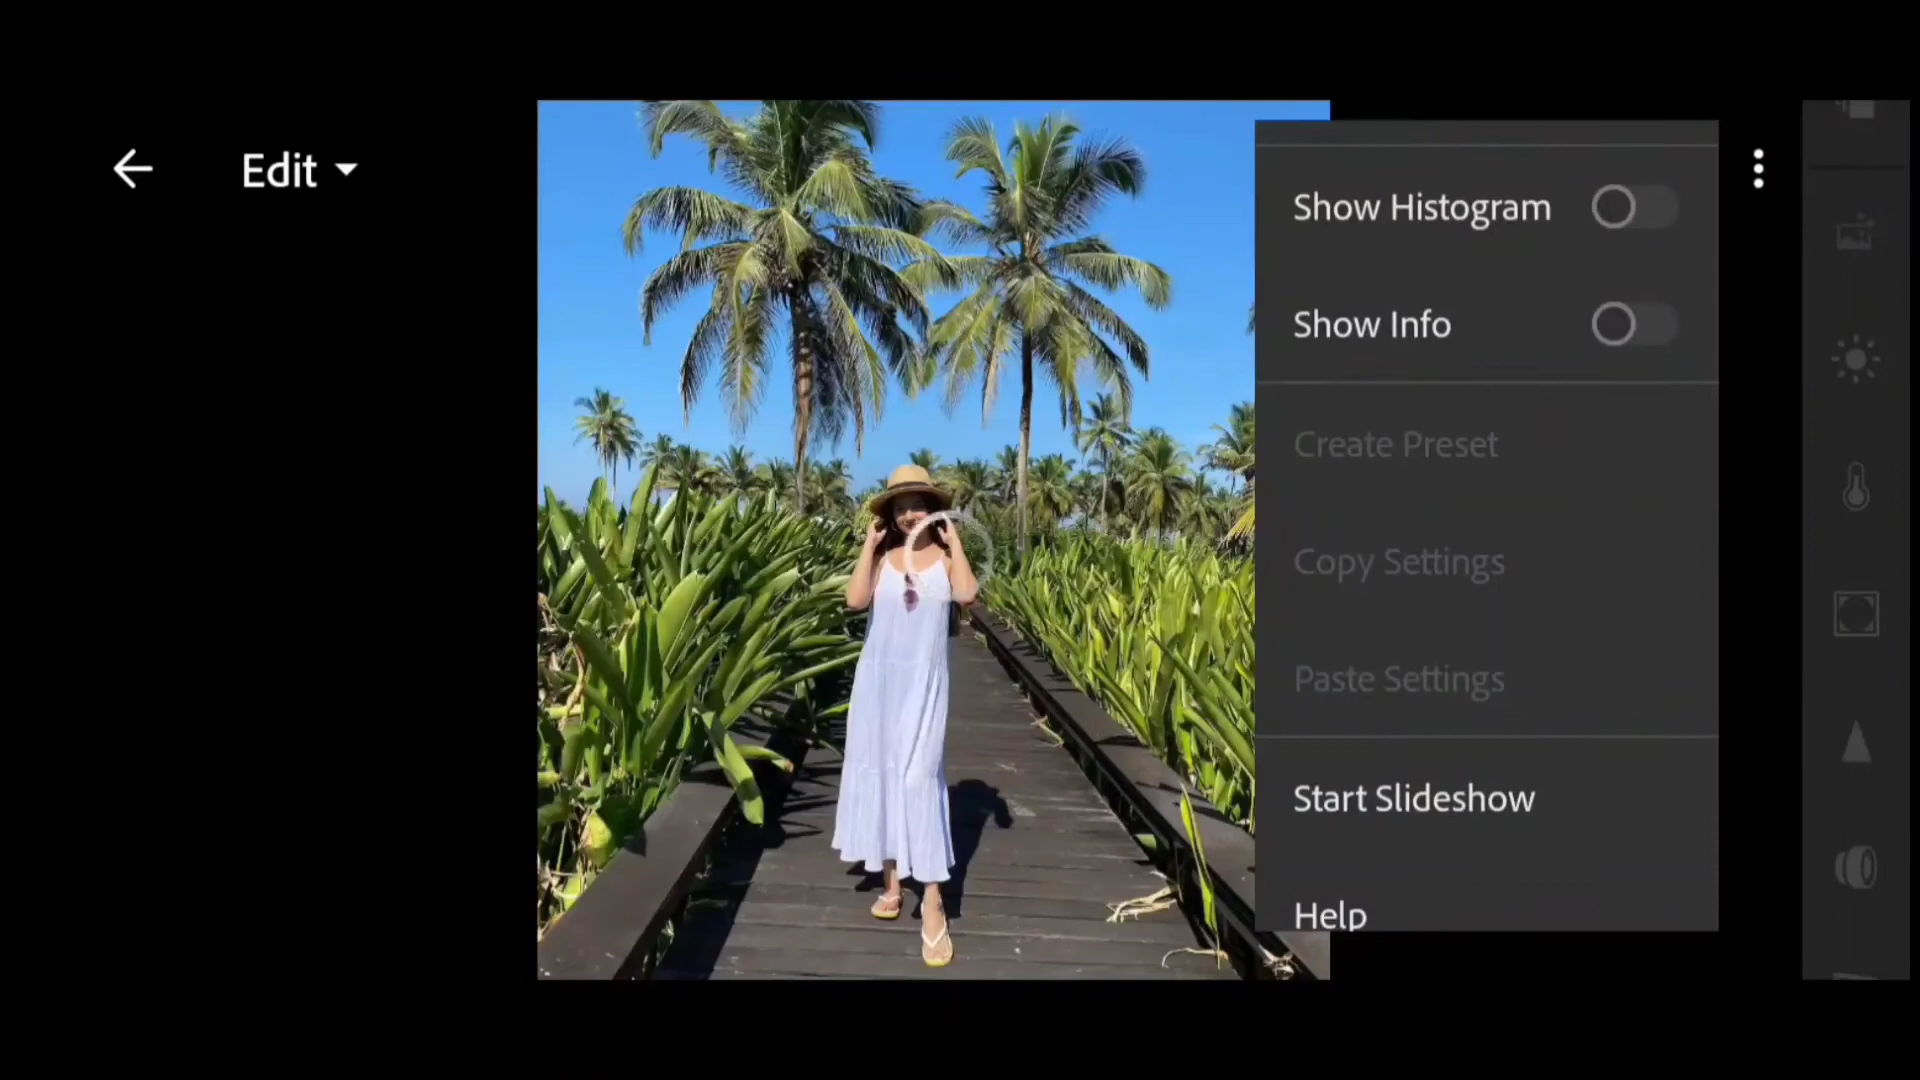 Edit
Show Histogram
Show Info
Create Preset
Copy Settings
Paste Settings
Start Slideshow
Help